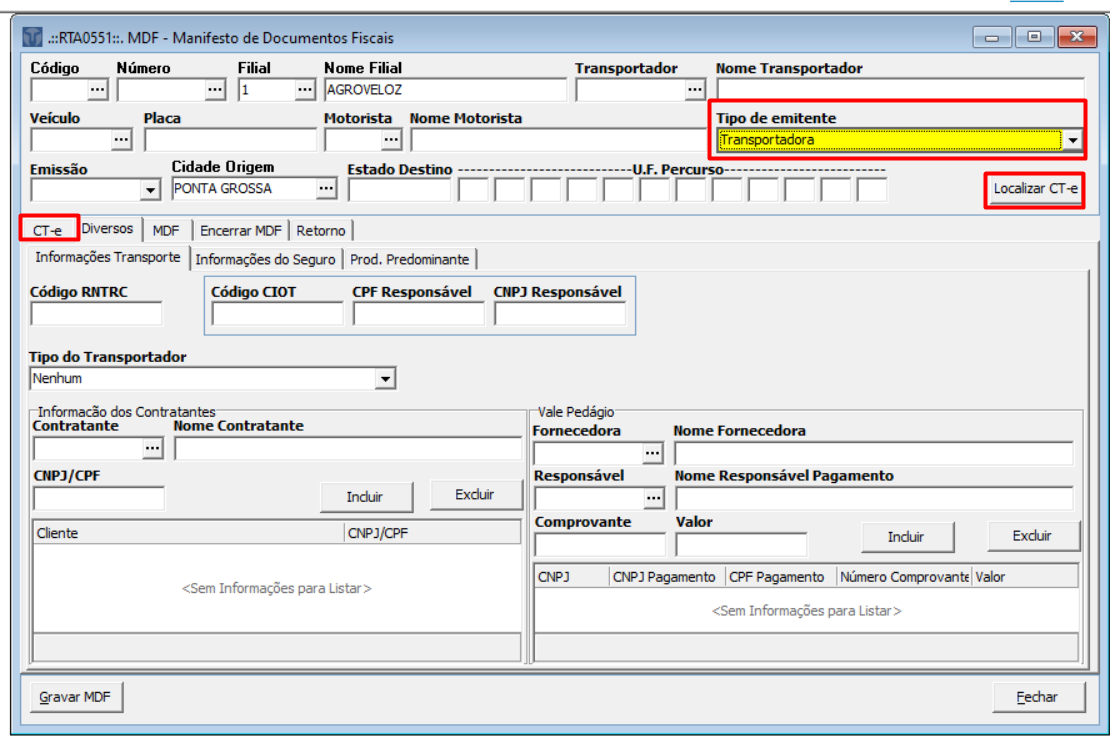 .::RTA0551::. MDF - Manifesto de Documentos Fiscais
Código Número Filial Nome Filial Transportador Nome Transportador
... ... 1 ... AGROVELOZ ...
Veículo Placa Motorista Nome Motorista Tipo de emitente
... ... Transportadora
Emissão Cidade Origem Estado Destino --------------------------U.F. Percurso------------------------
PONTA GROSSA ... Localizar CT-e
CT-e Diversos MDF Encerrar MDF Retorno
Informações Transporte Informações do Seguro Prod. Predominante
Código RNTRC Código CIOT CPF Responsável CNPJ Responsável
Tipo do Transportador
Nenhum
Informacão dos Contratantes Vale Pedágio
Contratante Nome Contratante Fornecedora Nome Fornecedora
... ...
CNPJ/CPF Responsável Nome Responsável Pagamento
Incluir Excluir ...
Comprovante Valor
Cliente CNPJ/CPF Incluir Excluir
CNPJ CNPJ Pagamento CPF Pagamento Número Comprovante Valor
<Sem Informações para Listar> <Sem Informações para Listar>
Gravar MDF Fechar